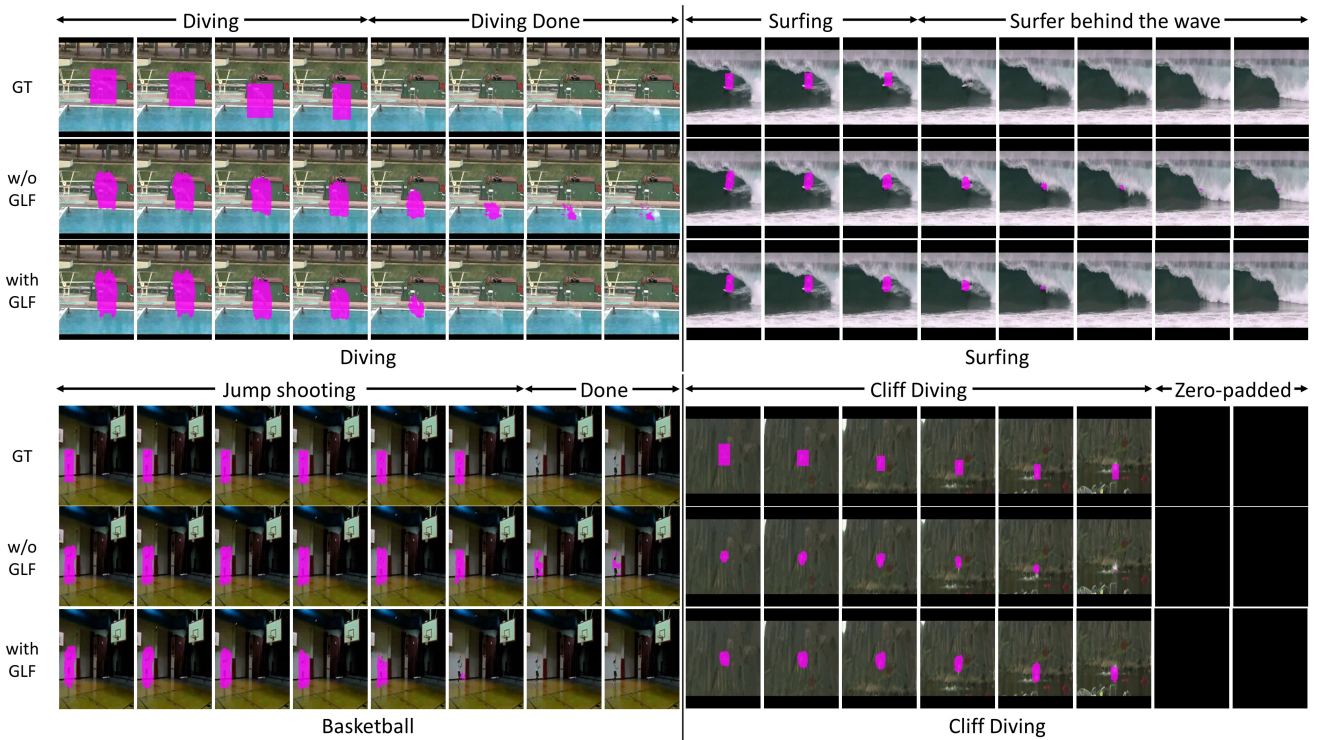 Diving
Diving Done
Surfing
Surfer behind the wave
GT
w/o
GLF
with
GLF
Diving
Surfing
Jump shooting
Done
Cliff Diving
Zero-padded
GT
w/o
GLF
with
GLF
Basketball
Cliff Diving